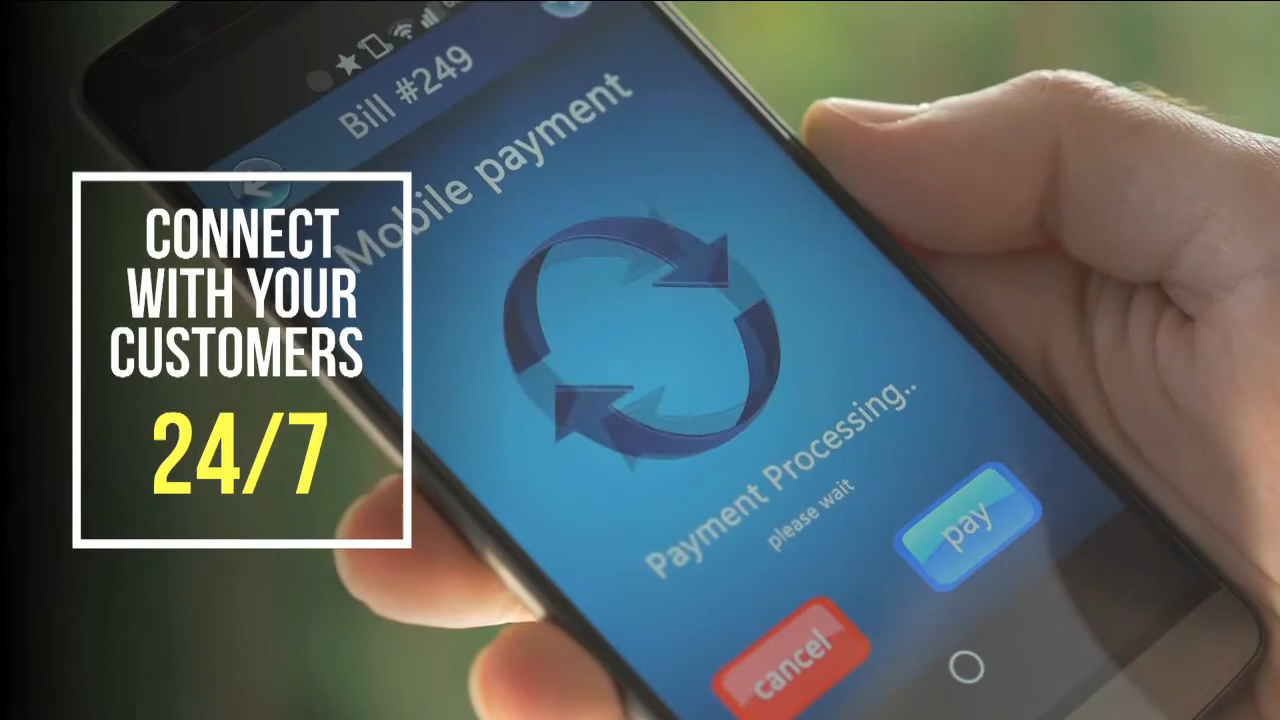 Bill #249
Mobile payment
CONNECT
WITH YOUR
CUSTOMERS
24/7
Payment Processing..
please wait
pay
cancel